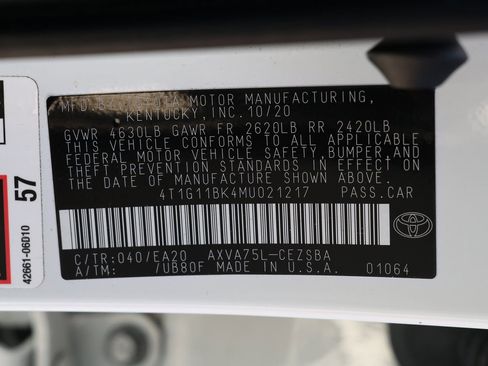 MFD.BY:TOYOTA MOTOR MANUFACTURING,
KENTUCKY,INC.10/20
GVWR 4630LB GAWR FR 2620LB RR 2420LB
THIS VEHICLE CONFORMS TO ALL APPLICABLE
FEDERAL MOTOR VEHICLE SAFETY,BUMPER,AND
THEFT PREVENTION STANDARDS IN EFFECT ON
THE DATE OF MANUFACTURE SHOWN ABOVE.
4T1G11BK4MU021217 PASS.CAR
C/TR:040/EA20 AXVA75L-CEZSBA
A/TM: /UB80F MADE IN U.S.A. 01064
57
42661-06D10